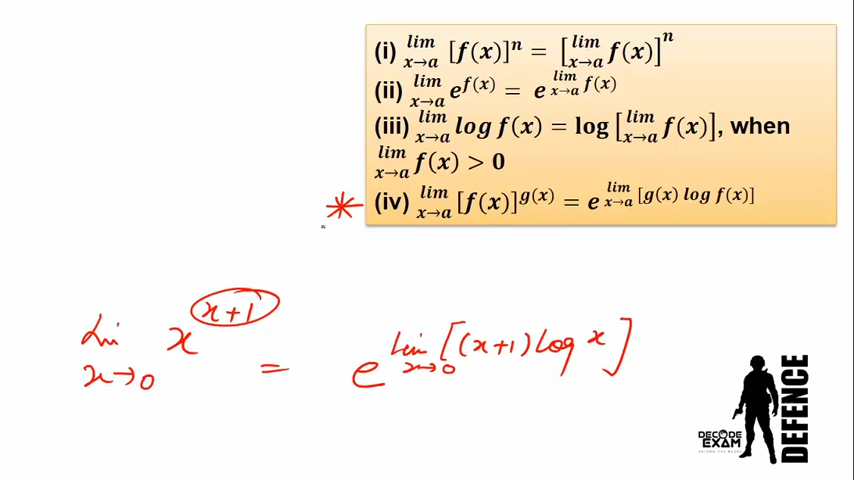 (i) lim x→a [f(x)]ⁿ = [lim x→a f(x)]ⁿ
(ii) lim x→a e^f(x) = e^lim x→a f(x)
(iii) lim x→a log f(x) = log [lim x→a f(x)], when
lim x→a f(x) > 0
* (iv) lim x→a [f(x)]^g(x) = e^lim x→a [g(x) log f(x)]
Lim x→0 x^x+1 = e^Lim x→0 [(x+1) log x]
DECODE
EXAM
DEFENCE